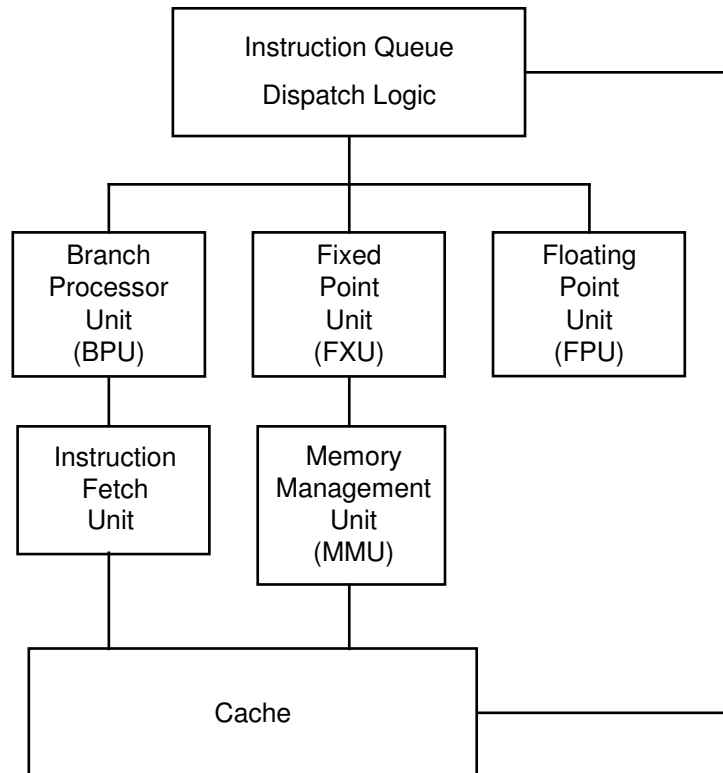 Instruction Queue
Dispatch Logic
Branch
Processor
Unit
(BPU)
Fixed
Point
Unit
(FXU)
Floating
Point
Unit
(FPU)
Instruction
Fetch
Unit
Memory
Management
Unit
(MMU)
Cache